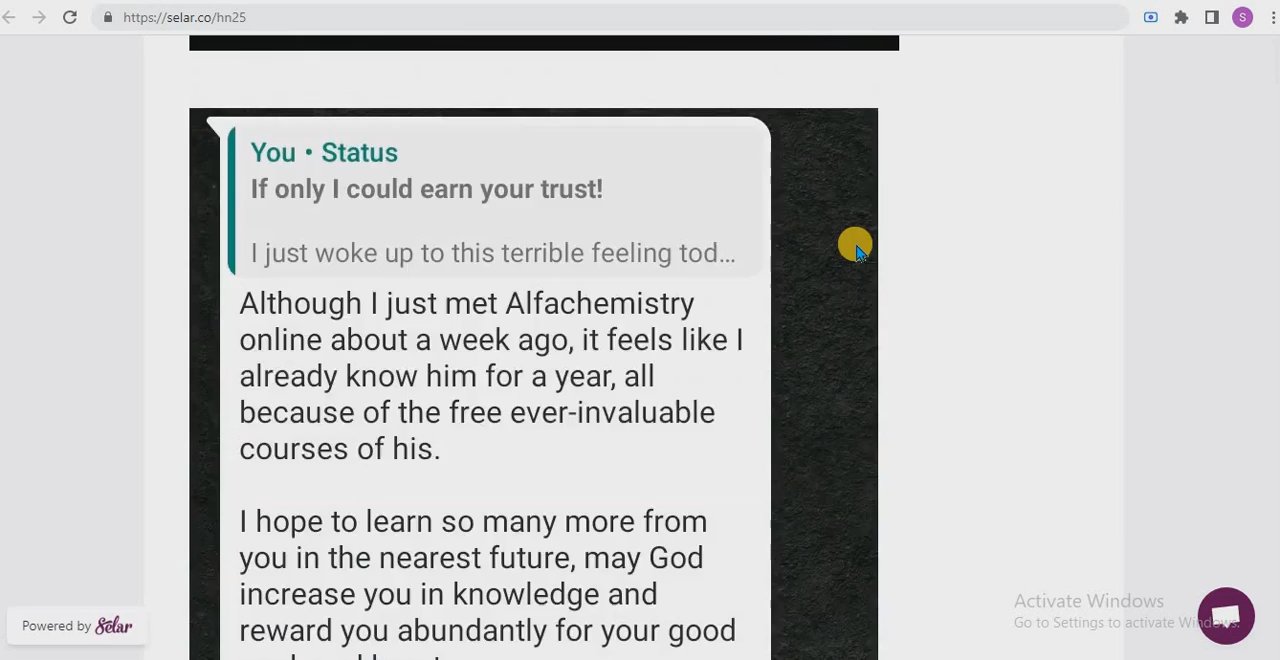 https://selar.co/hn25
S
You • Status
If only I could earn your trust!
I just woke up to this terrible feeling tod...
Although I just met Alfachemistry
online about a week ago, it feels like I
already know him for a year, all
because of the free ever-invaluable
courses of his.
I hope to learn so many more from
you in the nearest future, may God
increase you in knowledge and
reward you abundantly for your good
Powered by Selar
Activate Windows
Go to Settings to activate Windows.